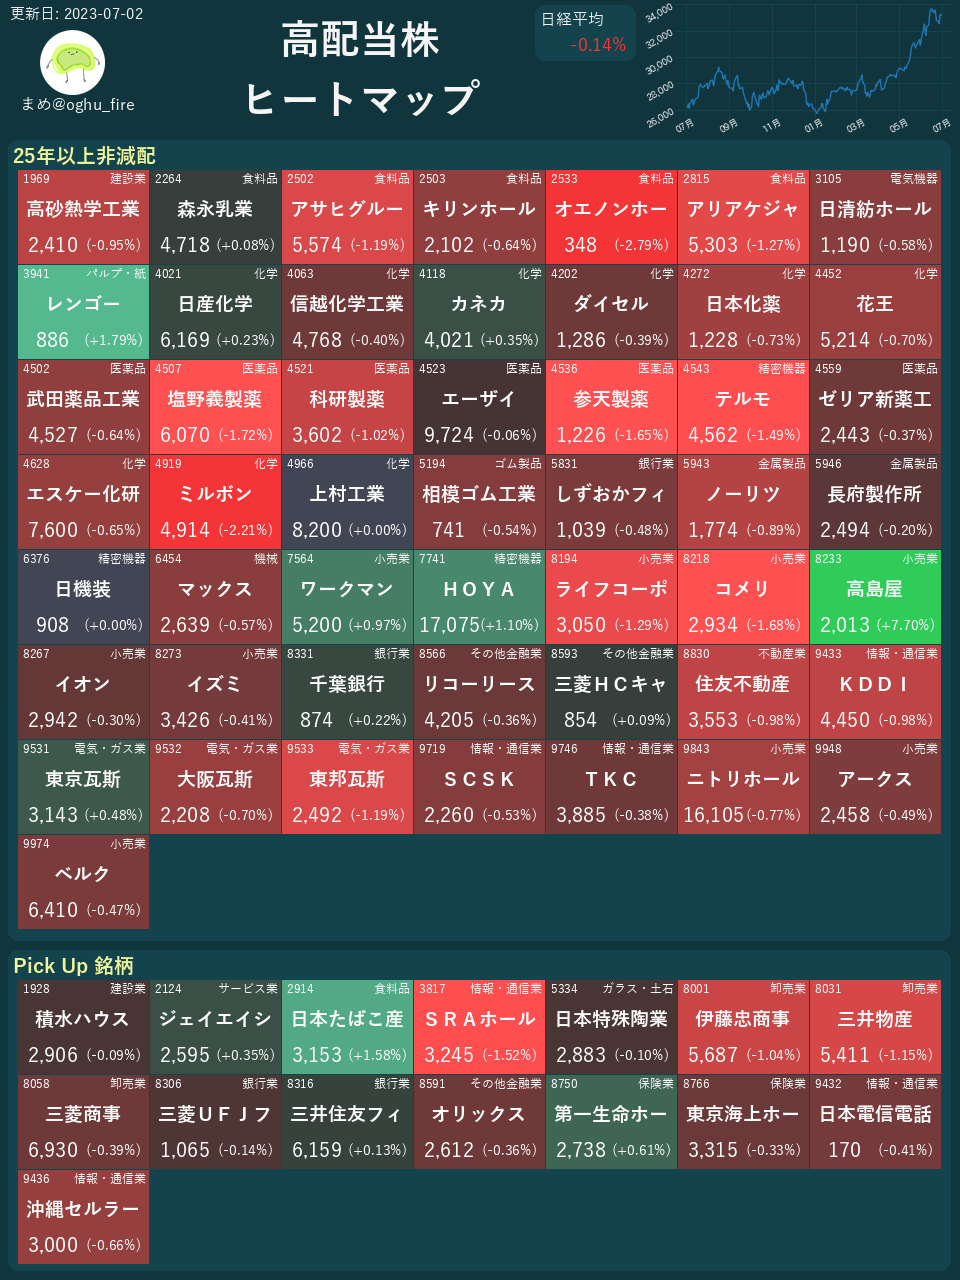 更新日: 2023-07-02
まめ@oghu_fire
高配当株
ヒートマップ
日経平均
-0.14%
34,000
32,000
30,000
28,000
26,000
07月 09月 11月 01月 03月 05月 07月
25年以上非減配
1969 建設業 2264 食料品 2502 食料品 2503 食料品 2533 食料品 2815 食料品 3105 電気機器
高砂熱学工業 森永乳業 アサヒグルー キリンホール オエノンホー アリアケジャ 日清紡ホール
2,410 (-0.95%) 4,718 (+0.08%) 5,574 (-1.19%) 2,102 (-0.64%) 348 (-2.79%) 5,303 (-1.27%) 1,190 (-0.58%)
3941 パルプ・紙 4021 化学 4063 化学 4118 化学 4202 化学 4272 化学 4452 化学
レンゴー 日産化学 信越化学工業 カネカ ダイセル 日本化薬 花王
886 (+1.79%) 6,169 (+0.23%) 4,768 (-0.40%) 4,021 (+0.35%) 1,286 (-0.39%) 1,228 (-0.73%) 5,214 (-0.70%)
4502 医薬品 4507 医薬品 4521 医薬品 4523 医薬品 4536 医薬品 4543 精密機器 4559 医薬品
武田薬品工業 塩野義製薬 科研製薬 エーザイ 参天製薬 テルモ ゼリア新薬工
4,527 (-0.64%) 6,070 (-1.72%) 3,602 (-1.02%) 9,724 (-0.06%) 1,226 (-1.65%) 4,562 (-1.49%) 2,443 (-0.37%)
4628 化学 4919 化学 4966 化学 5194 ゴム製品 5831 銀行業 5943 金属製品 5946 金属製品
エスケー化研 ミルボン 上村工業 相模ゴム工業 しずおかフィ ノーリツ 長府製作所
7,600 (-0.65%) 4,914 (-2.21%) 8,200 (+0.00%) 741 (-0.54%) 1,039 (-0.48%) 1,774 (-0.89%) 2,494 (-0.20%)
6376 精密機器 6454 機械 7564 小売業 7741 精密機器 8194 小売業 8218 小売業 8233 小売業
日機装 マックス ワークマン ＨＯＹＡ ライフコーポ コメリ 高島屋
908 (+0.00%) 2,639 (-0.57%) 5,200 (+0.97%) 17,075(+1.10%) 3,050 (-1.29%) 2,934 (-1.68%) 2,013 (+7.70%)
8267 小売業 8273 小売業 8331 銀行業 8566 その他金融業 8593 その他金融業 8830 不動産業 9433 情報・通信業
イオン イズミ 千葉銀行 リコーリース 三菱ＨＣキャ 住友不動産 ＫＤＤＩ
2,942 (-0.30%) 3,426 (-0.41%) 874 (+0.22%) 4,205 (-0.36%) 854 (+0.09%) 3,553 (-0.98%) 4,450 (-0.98%)
9531 電気・ガス業 9532 電気・ガス業 9533 電気・ガス業 9719 情報・通信業 9746 情報・通信業 9843 小売業 9948 小売業
東京瓦斯 大阪瓦斯 東邦瓦斯 ＳＣＳＫ ＴＫＣ ニトリホール アークス
3,143 (+0.48%) 2,208 (-0.70%) 2,492 (-1.19%) 2,260 (-0.53%) 3,885 (-0.38%) 16,105(-0.77%) 2,458 (-0.49%)
9974 小売業
ベルク
6,410 (-0.47%)
Pick Up 銘柄
1928 建設業 2124 サービス業 2914 食料品 3817 情報・通信業 5334 ガラス・土石 8001 卸売業 8031 卸売業
積水ハウス ジェイエイシ 日本たばこ産 ＳＲＡホール 日本特殊陶業 伊藤忠商事 三井物産
2,906 (-0.09%) 2,595 (+0.35%) 3,153 (+1.58%) 3,245 (-1.52%) 2,883 (-0.10%) 5,687 (-1.04%) 5,411 (-1.15%)
8058 卸売業 8306 銀行業 8316 銀行業 8591 その他金融業 8750 保険業 8766 保険業 9432 情報・通信業
三菱商事 三菱ＵＦＪフ 三井住友フィ オリックス 第一生命ホー 東京海上ホー 日本電信電話
6,930 (-0.39%) 1,065 (-0.14%) 6,159 (+0.13%) 2,612 (-0.36%) 2,738 (+0.61%) 3,315 (-0.33%) 170 (-0.41%)
9436 情報・通信業
沖縄セルラー
3,000 (-0.66%)